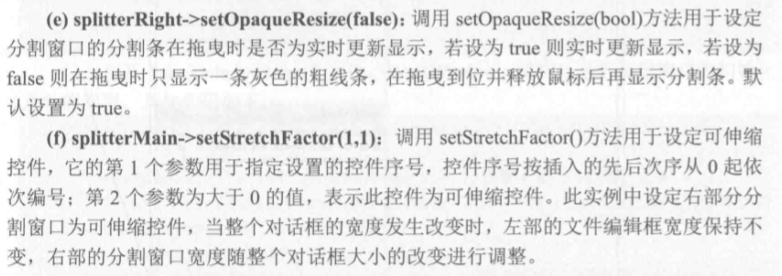 (e) splitterRight->setOpaqueResize(false)：调用 setOpaqueResize(bool)方法用于设定
分割窗口的分割条在拖曳时是否为实时更新显示，若设为 true 则实时更新显示，若设为
false 则在拖曳时只显示一条灰色的粗线条，在拖曳到位并释放鼠标后再显示分割条。默
认设置为 true。
(f) splitterMain->setStretchFactor(1,1)：调用 setStretchFactor()方法用于设定可伸缩
控件，它的第 1 个参数用于指定设置的控件序号，控件序号按插入的先后次序从 0 起依
次编号；第 2 个参数为大于 0 的值，表示此控件为可伸缩控件。此实例中设定右部分分
割窗口为可伸缩控件，当整个对话框的宽度发生改变时，左部的文件编辑框宽度保持不
变，右部的分割窗口宽度随整个对话框大小的改变进行调整。